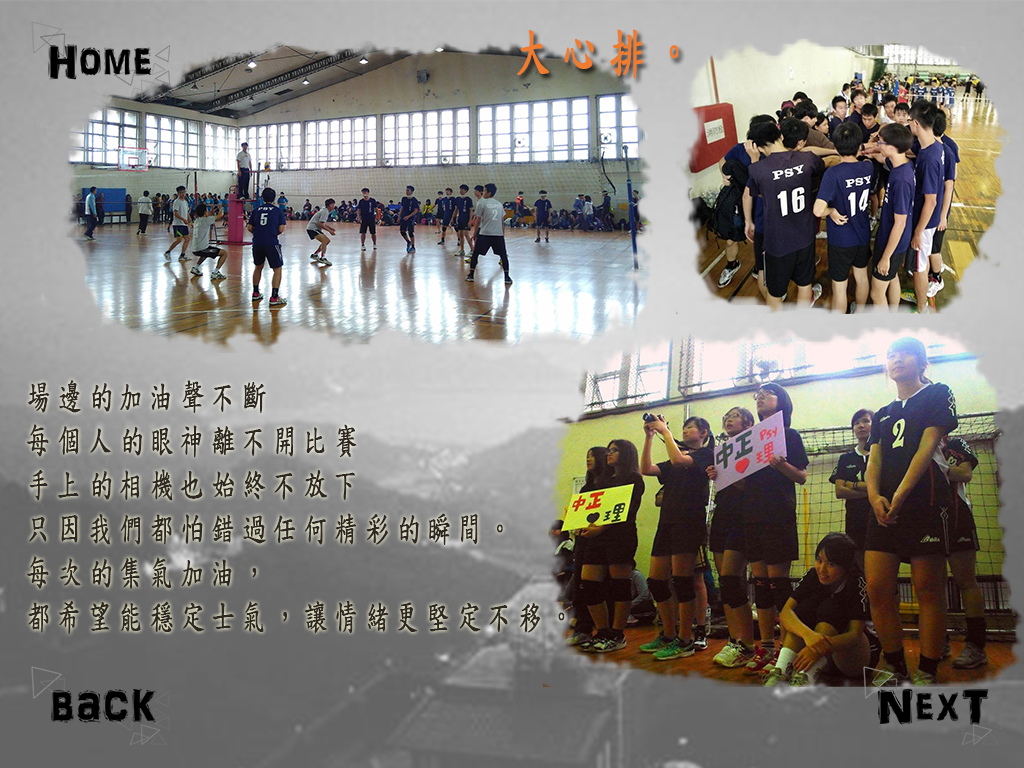 HOME
大心排。
PSY
16
PSY
14
PSY
5
2
場邊的加油聲不斷
每個人的眼神離不開比賽
手上的相機也始終不放下
只因我們都怕錯過任何精彩的瞬間。
每次的集氣加油，
都希望能穩定士氣，讓情緒更堅定不移。
中正 PSY
理
中正
理
2
BACK
NEXT